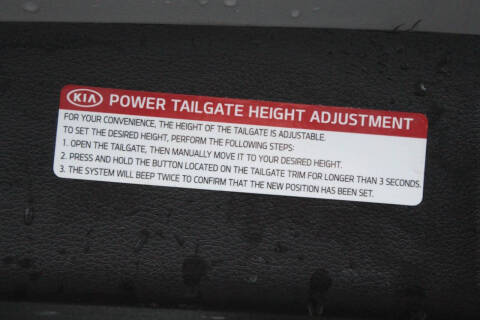 KIA POWER TAILGATE HEIGHT ADJUSTMENT
FOR YOUR CONVENIENCE, THE HEIGHT OF THE TAILGATE IS ADJUSTABLE.
TO SET THE DESIRED HEIGHT, PERFORM THE FOLLOWING STEPS:
1. OPEN THE TAILGATE, THEN MANUALLY MOVE IT TO YOUR DESIRED HEIGHT.
2. PRESS AND HOLD THE BUTTON LOCATED ON THE TAILGATE TRIM FOR LONGER THAN 3 SECONDS.
3. THE SYSTEM WILL BEEP TWICE TO CONFIRM THAT THE NEW POSITION HAS BEEN SET.